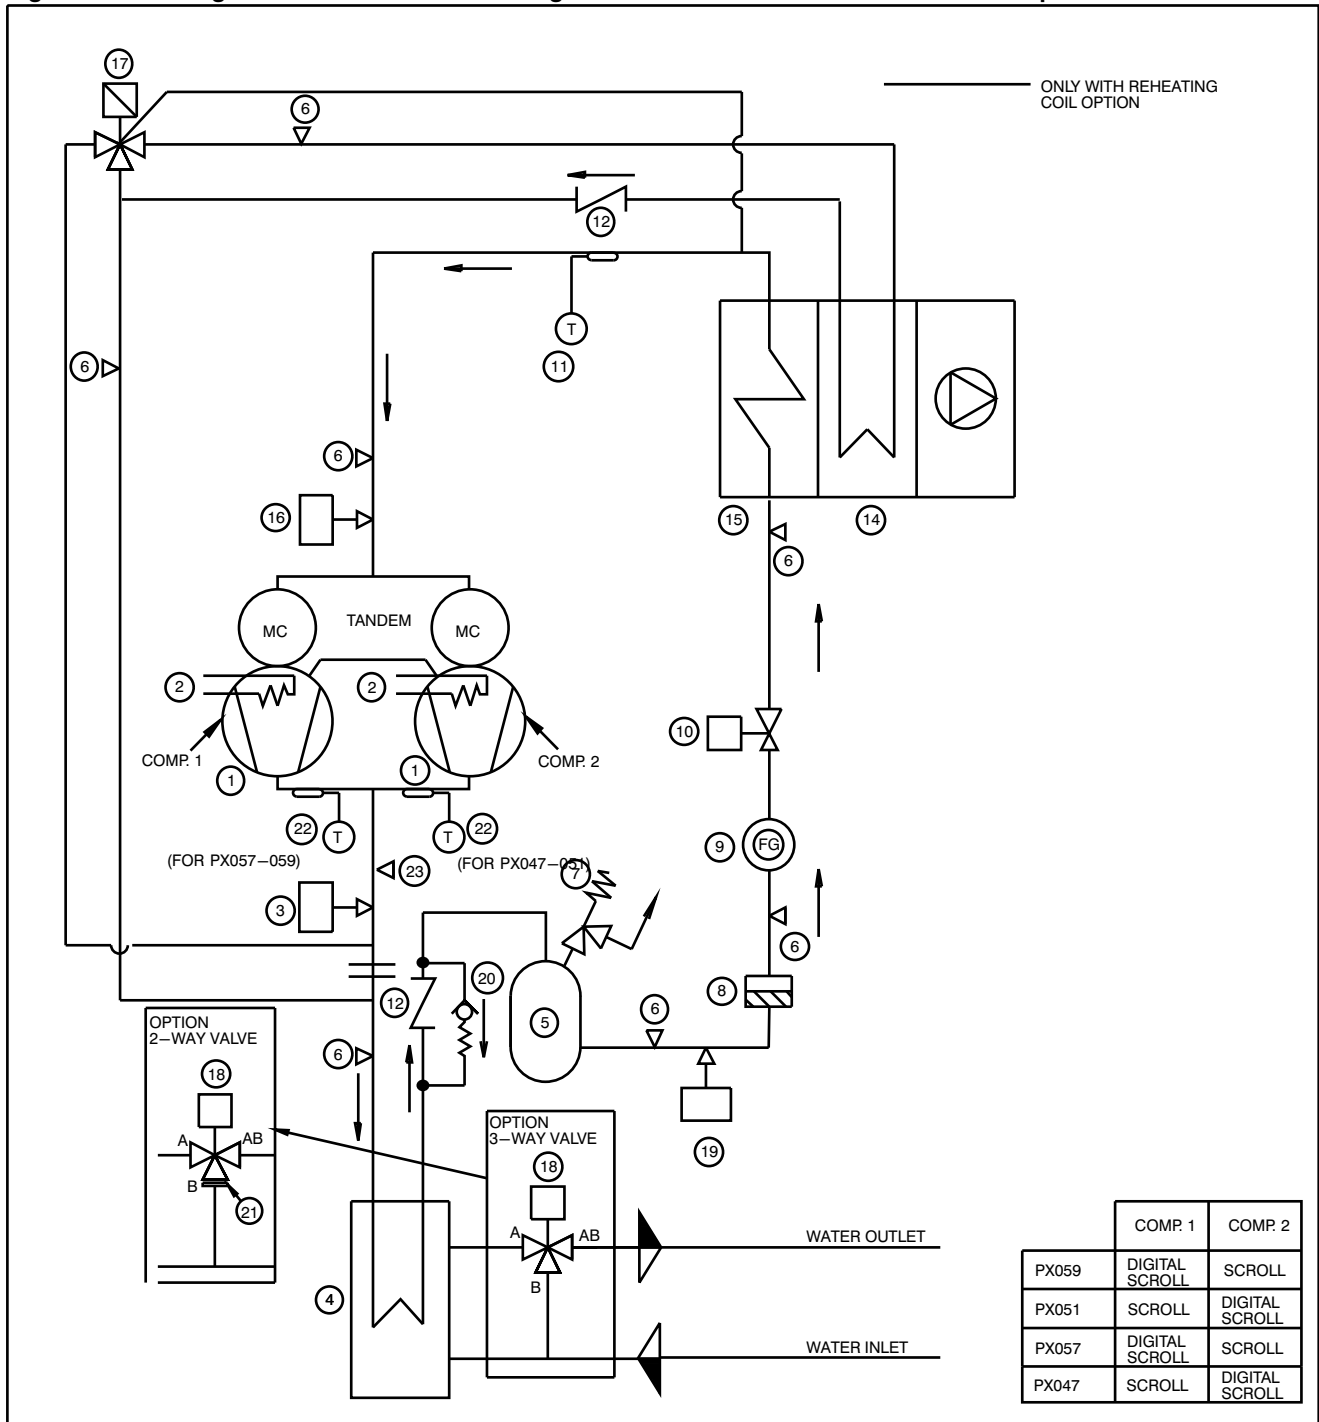 17
6
ONLY WITH REHEATING
COIL OPTION
12
T
11
6
6
16
15
14
6
MC
TANDEM
MC
2
2
10
COMP. 1
COMP. 2
1
1
22
T
T
22
9
FG
(FOR PX057–059)
23
(FOR PX047–051)
7
3
6
20
8
12
5
6
OPTION
2–WAY VALVE
6
18
19
OPTION
3–WAY VALVE
A
AB
18
B
21
A
AB
WATER OUTLET
B
4
WATER INLET
COMP. 1 COMP. 2
PX059 DIGITAL SCROLL SCROLL
PX051 SCROLL DIGITAL SCROLL
PX057 DIGITAL SCROLL SCROLL
PX047 SCROLL DIGITAL SCROLL